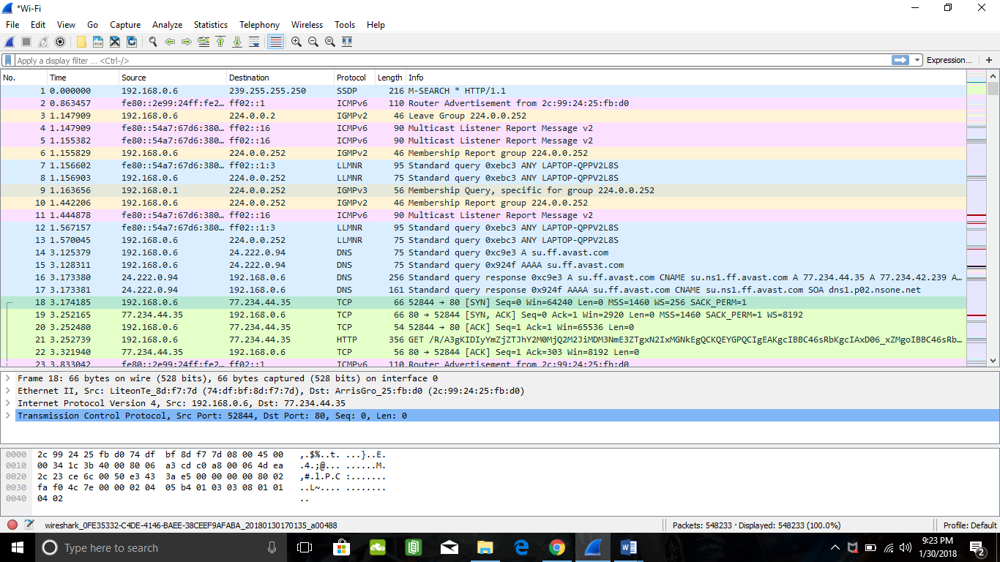 *Wi-Fi
File Edit View Go Capture Analyze Statistics Telephony Wireless Tools Help
Apply a display filter ... <Ctrl-/> Expression... +
No. Time Source Destination Protocol Length Info
1 0.000000 192.168.0.6 239.255.255.250 SSDP 216 M-SEARCH * HTTP/1.1
2 0.863457 fe80::2e99:24ff:fe2… ff02::1 ICMPv6 110 Router Advertisement from 2c:99:24:25:fb:d0
3 1.147909 192.168.0.6 224.0.0.2 IGMPv2 46 Leave Group 224.0.0.252
4 1.147909 fe80::54a7:67d6:380… ff02::16 ICMPv6 90 Multicast Listener Report Message v2
5 1.155382 fe80::54a7:67d6:380… ff02::16 ICMPv6 90 Multicast Listener Report Message v2
6 1.155829 192.168.0.6 224.0.0.252 IGMPv2 46 Membership Report group 224.0.0.252
7 1.156602 fe80::54a7:67d6:380… ff02::1:3 LLMNR 95 Standard query 0xebc3 ANY LAPTOP-QPPV2L8S
8 1.156903 192.168.0.6 224.0.0.252 LLMNR 75 Standard query 0xebc3 ANY LAPTOP-QPPV2L8S
9 1.163656 192.168.0.1 224.0.0.252 IGMPv3 56 Membership Query, specific for group 224.0.0.252
10 1.442206 192.168.0.6 224.0.0.252 IGMPv2 46 Membership Report group 224.0.0.252
11 1.444878 fe80::54a7:67d6:380… ff02::16 ICMPv6 90 Multicast Listener Report Message v2
12 1.567157 fe80::54a7:67d6:380… ff02::1:3 LLMNR 95 Standard query 0xebc3 ANY LAPTOP-QPPV2L8S
13 1.570045 192.168.0.6 224.0.0.252 LLMNR 75 Standard query 0xebc3 ANY LAPTOP-QPPV2L8S
14 3.125379 192.168.0.6 24.222.0.94 DNS 75 Standard query 0xc9e3 A su.ff.avast.com
15 3.128311 192.168.0.6 24.222.0.94 DNS 75 Standard query 0x924f AAAA su.ff.avast.com
16 3.173380 24.222.0.94 192.168.0.6 DNS 256 Standard query response 0xc9e3 A su.ff.avast.com CNAME su.ns1.ff.avast.com A 77.234.44.35 A 77.234.42.239 A…
17 3.173381 24.222.0.94 192.168.0.6 DNS 161 Standard query response 0x924f AAAA su.ff.avast.com CNAME su.ns1.ff.avast.com SOA dns1.p02.nsone.net
18 3.174185 192.168.0.6 77.234.44.35 TCP 66 52844 → 80 [SYN] Seq=0 Win=64240 Len=0 MSS=1460 WS=256 SACK_PERM=1
19 3.252165 77.234.44.35 192.168.0.6 TCP 66 80 → 52844 [SYN, ACK] Seq=0 Ack=1 Win=2920 Len=0 MSS=1460 SACK_PERM=1 WS=8192
20 3.252480 192.168.0.6 77.234.44.35 TCP 54 52844 → 80 [ACK] Seq=1 Ack=1 Win=65536 Len=0
21 3.252739 192.168.0.6 77.234.44.35 HTTP 356 GET /R/A3gKIDIyYmZjZTJhY2M0MjQ2M2JiMDM3NmE3ZTgxN2IxMGNkEgQCKQEYGPQCIgEAKgcIBBC46sRbKgcIAxD06_xZMgoIBBC46sRb…
22 3.321940 77.234.44.35 192.168.0.6 TCP 56 80 → 52844 [ACK] Seq=1 Ack=303 Win=8192 Len=0
23 3.833042 fe80::2e99:24ff:fe2… ff02::1 ICMPv6 110 Router Advertisement from 2c:99:24:25:fb:d0
Frame 18: 66 bytes on wire (528 bits), 66 bytes captured (528 bits) on interface 0
Ethernet II, Src: LiteonTe_8d:f7:7d (74:df:bf:8d:f7:7d), Dst: ArrisGro_25:fb:d0 (2c:99:24:25:fb:d0)
Internet Protocol Version 4, Src: 192.168.0.6, Dst: 77.234.44.35
Transmission Control Protocol, Src Port: 52844, Dst Port: 80, Seq: 0, Len: 0
0000 2c 99 24 25 fb d0 74 df bf 8d f7 7d 08 00 45 00 ,.$%..t. ...}..E.
0010 00 34 1c 3b 40 00 80 06 a3 cd c0 a8 00 06 4d ea .4.;@... ......M.
0020 2c 23 ce 6c 00 50 e3 43 3a e5 00 00 00 00 80 02 ,#.l.P.C :.......
0030 fa f0 4c 7e 00 00 02 04 05 b4 01 03 03 08 01 01 ..L~.... ........
0040 04 02 ..
wireshark_0FE35332-C4DE-4146-BAEE-38CEEF9AFABA_20180130170135_a00488 Packets: 548233 · Displayed: 548233 (100.0%) Profile: Default
Type here to search
9:23 PM
1/30/2018
2